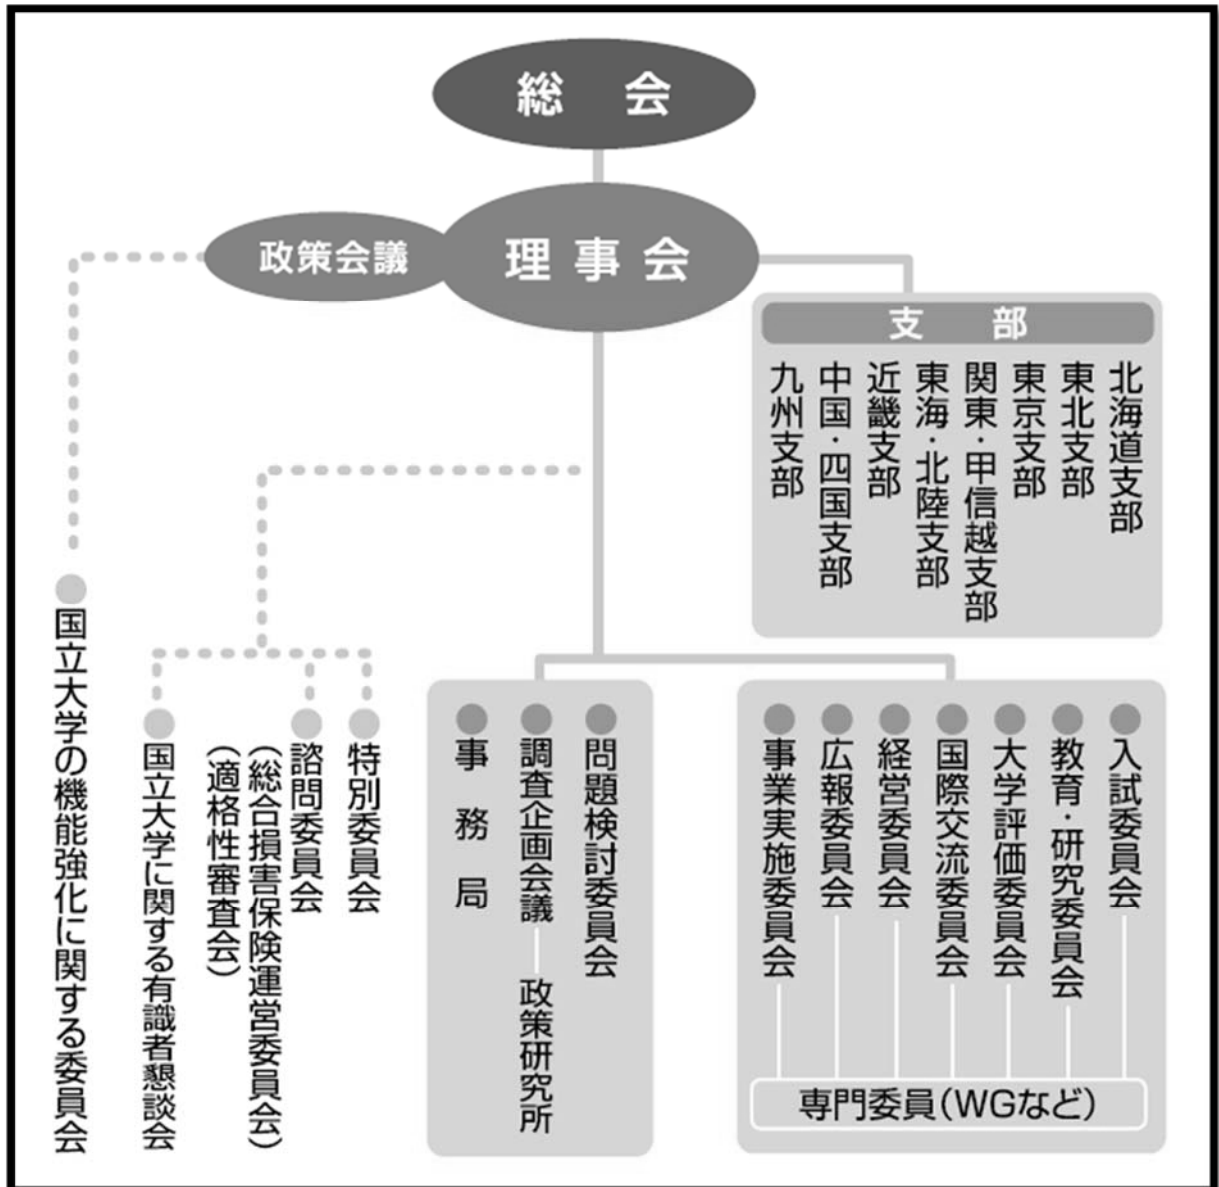 総　会
政策会議
理事会
支　部
北海道支部
東北支部
東京支部
関東・甲信越支部
東海・北陸支部
近畿支部
中国・四国支部
九州支部
入試委員会
教育・研究委員会
大学評価委員会
国際交流委員会
経営委員会
広報委員会
事業実施委員会
専門委員（WGなど）
問題検討委員会
調査企画会議
政策研究所
事務局
特別委員会
諮問委員会
（総合損害保険運営委員会）
（適格性審査会）
国立大学に関する有識者懇談会
国立大学の機能強化に関する委員会